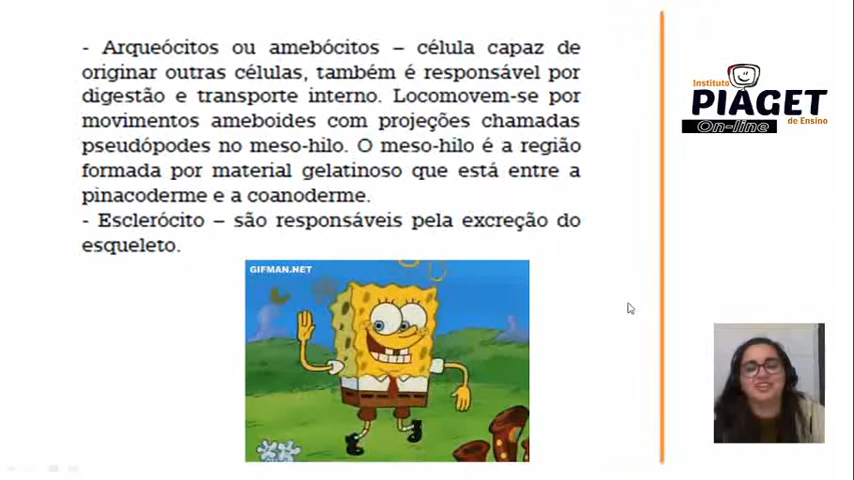 - Arqueócitos ou amebócitos – célula capaz de
originar outras células, também é responsável por
digestão e transporte interno. Locomovem-se por
movimentos ameboides com projeções chamadas
pseudópodes no meso-hilo. O meso-hilo é a região
formada por material gelatinoso que está entre a
pinacoderme e a coanoderme.
- Esclerócito – são responsáveis pela excreção do
esqueleto.
GIFMAN.NET
Instituto
PIAGET
de Ensino
On-line